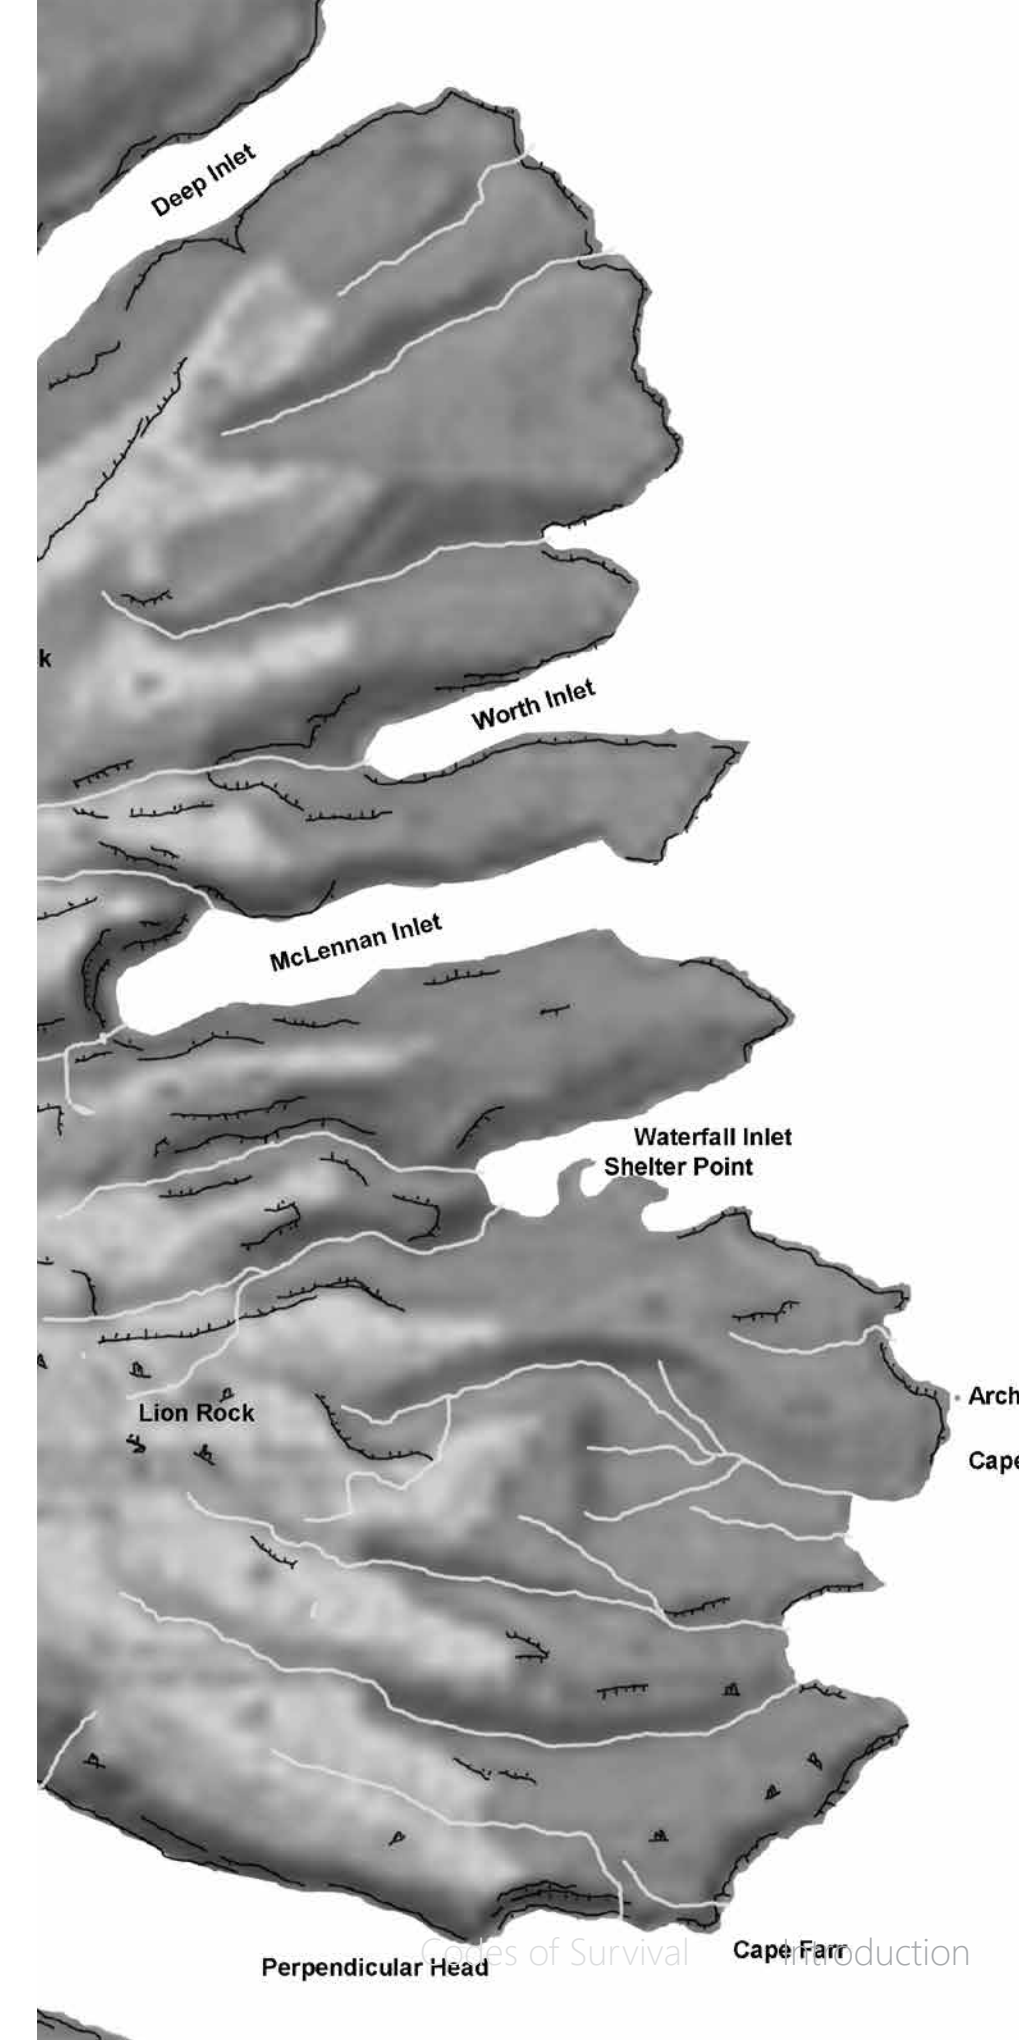 Deep Inlet
k
Worth Inlet
McLennan Inlet
Waterfall Inlet
Shelter Point
Arch
Lion Rock
Cape
Codes of Survival
Introduction
Cape Farr
Perpendicular Head